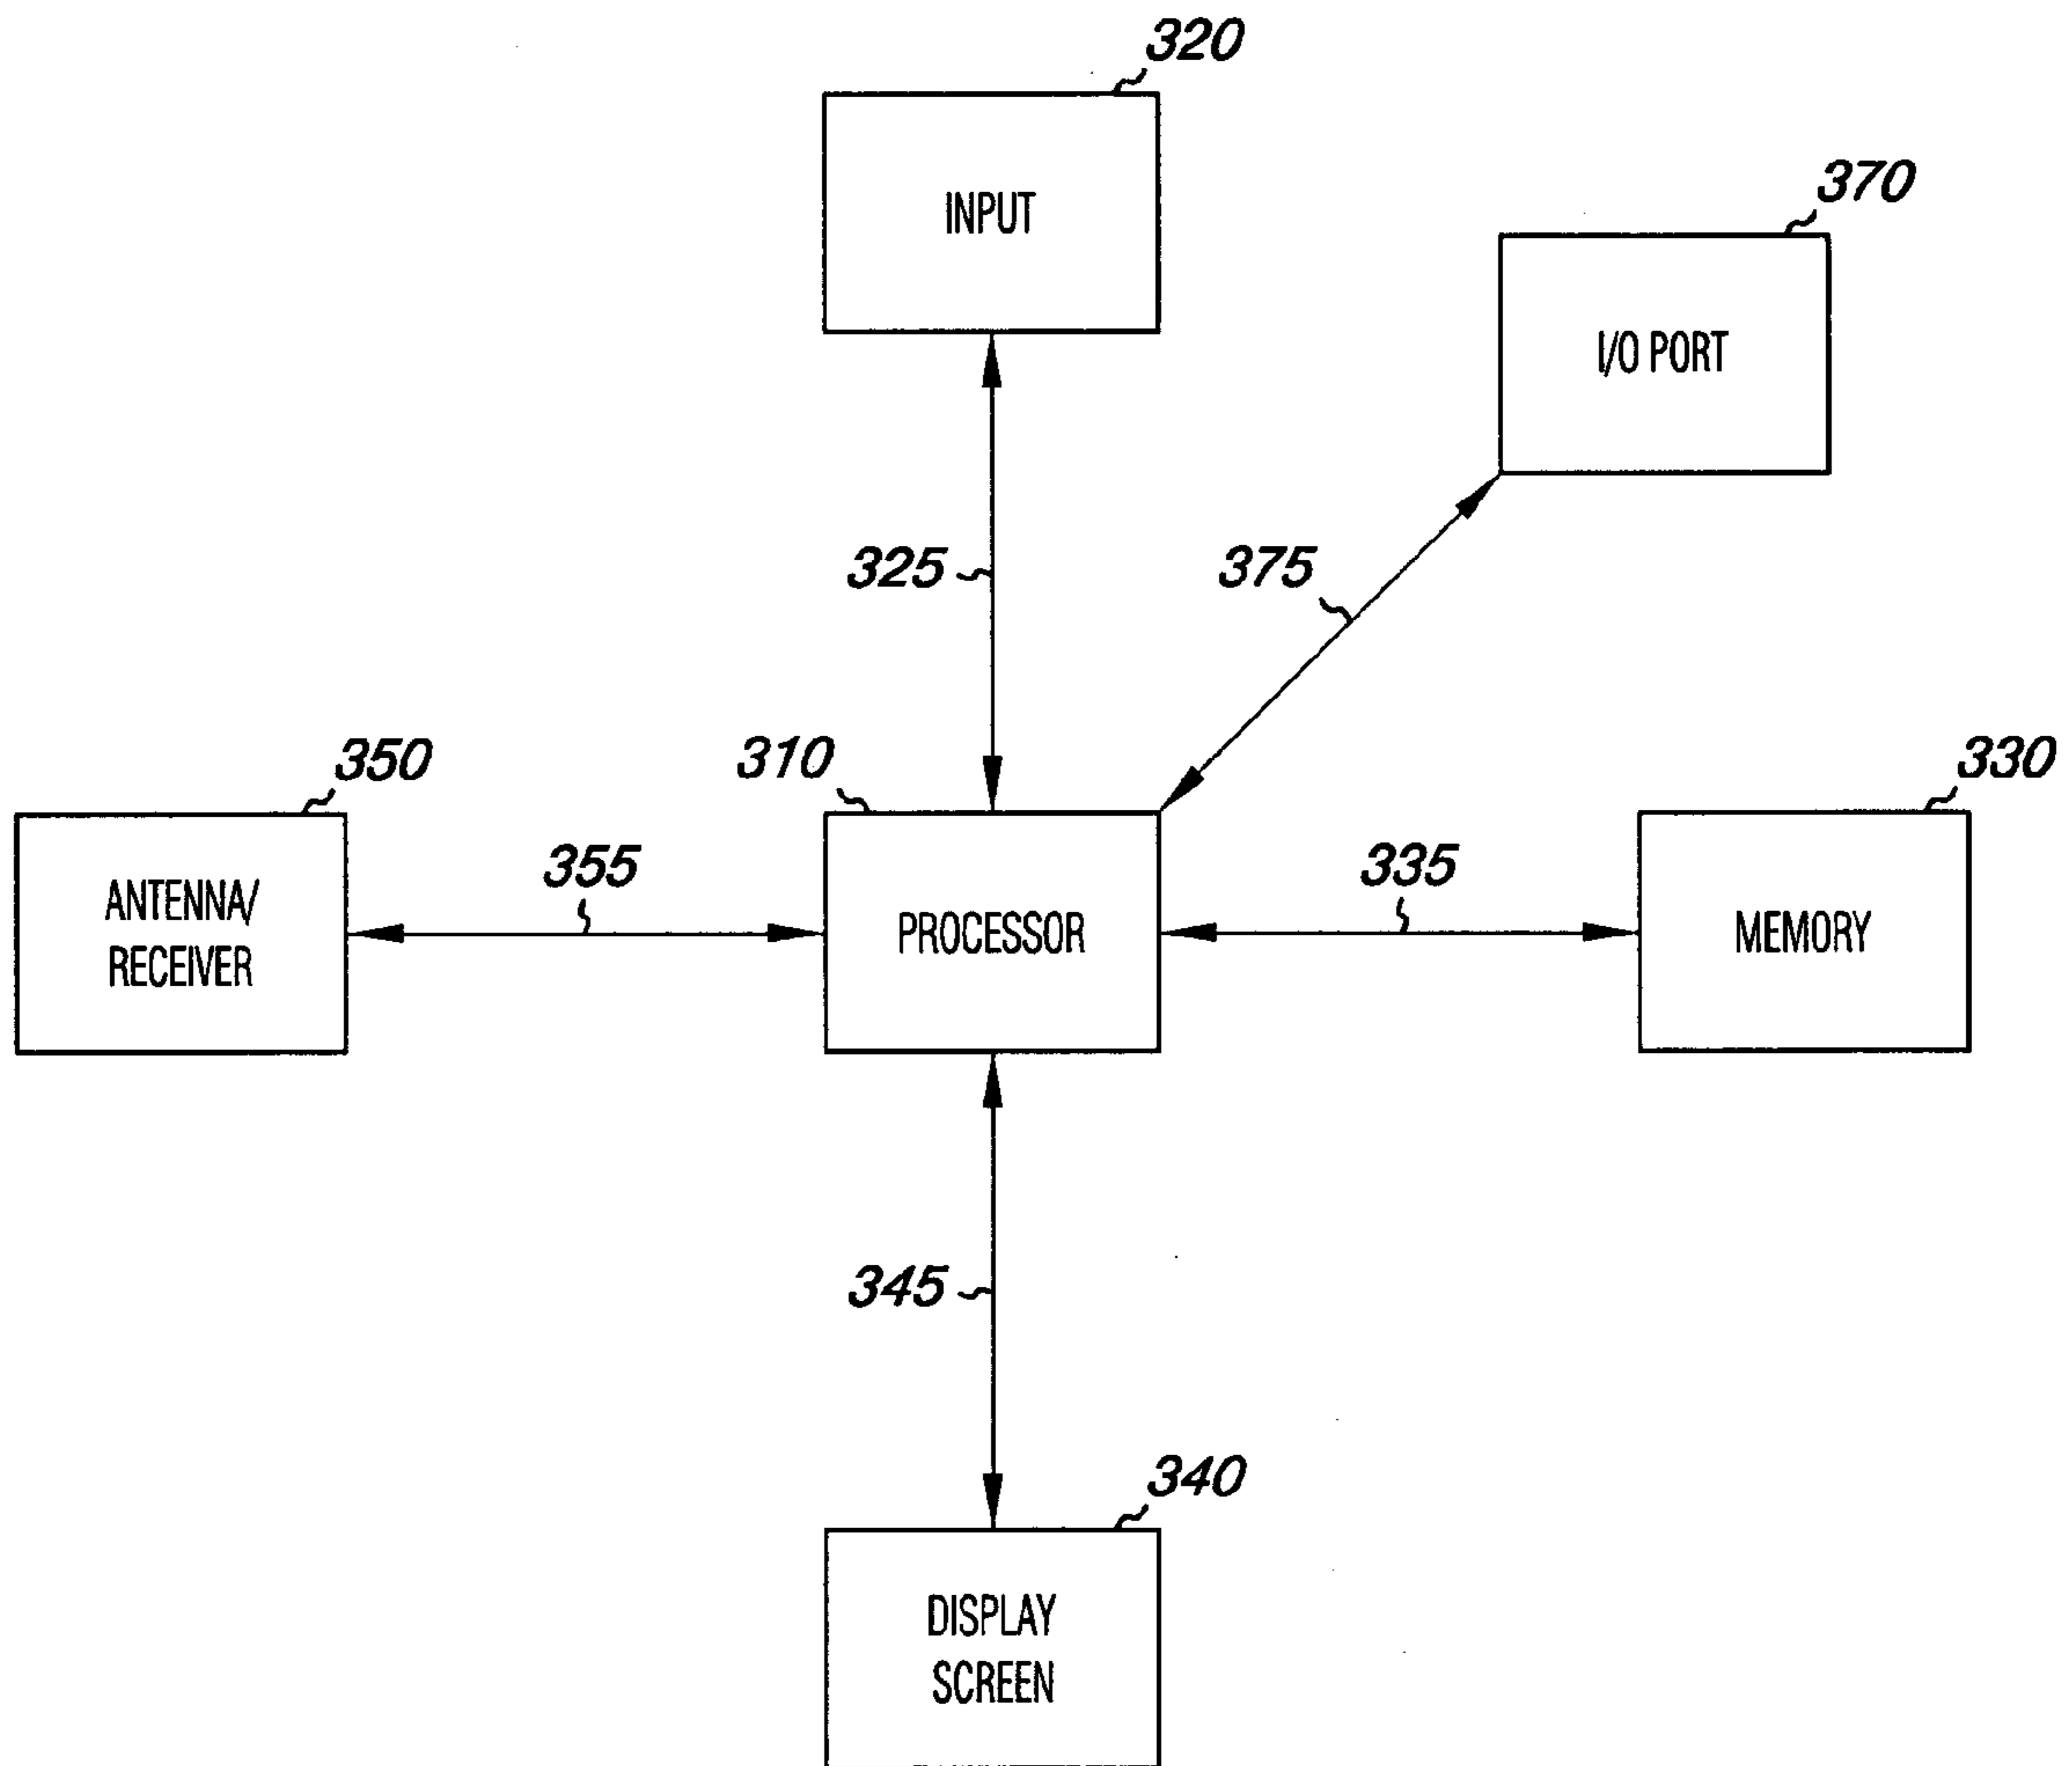 320
INPUT
370
I/O PORT
325
375
350
310
330
355
335
ANTENNA/
RECEIVER
PROCESSOR
MEMORY
345
340
DISPLAY
SCREEN